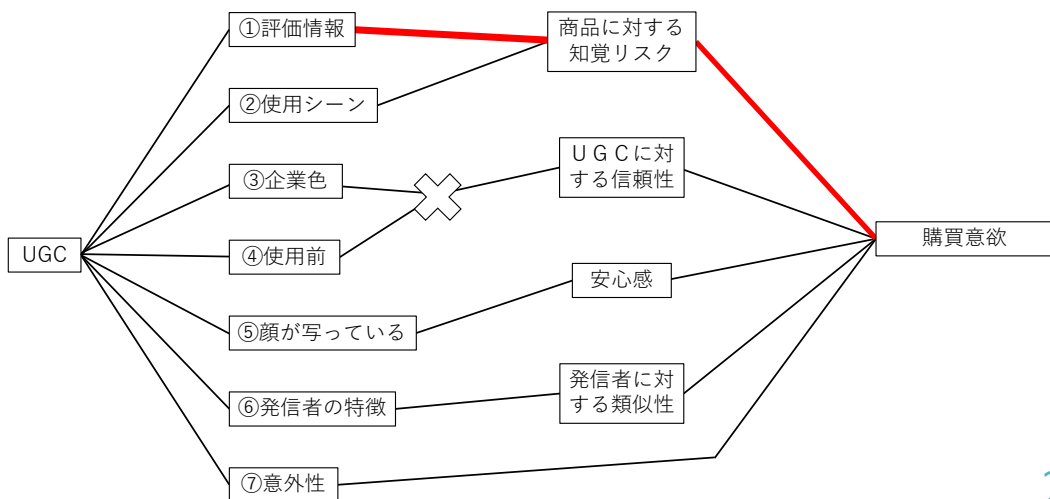 ①評価情報
商品に対する
知覚リスク
②使用シーン
③企業色
ＵＧＣに対
する信頼性
④使用前
UGC
購買意欲
安心感
⑤顔が写っている
⑥発信者の特徴
発信者に対
する類似性
⑦意外性